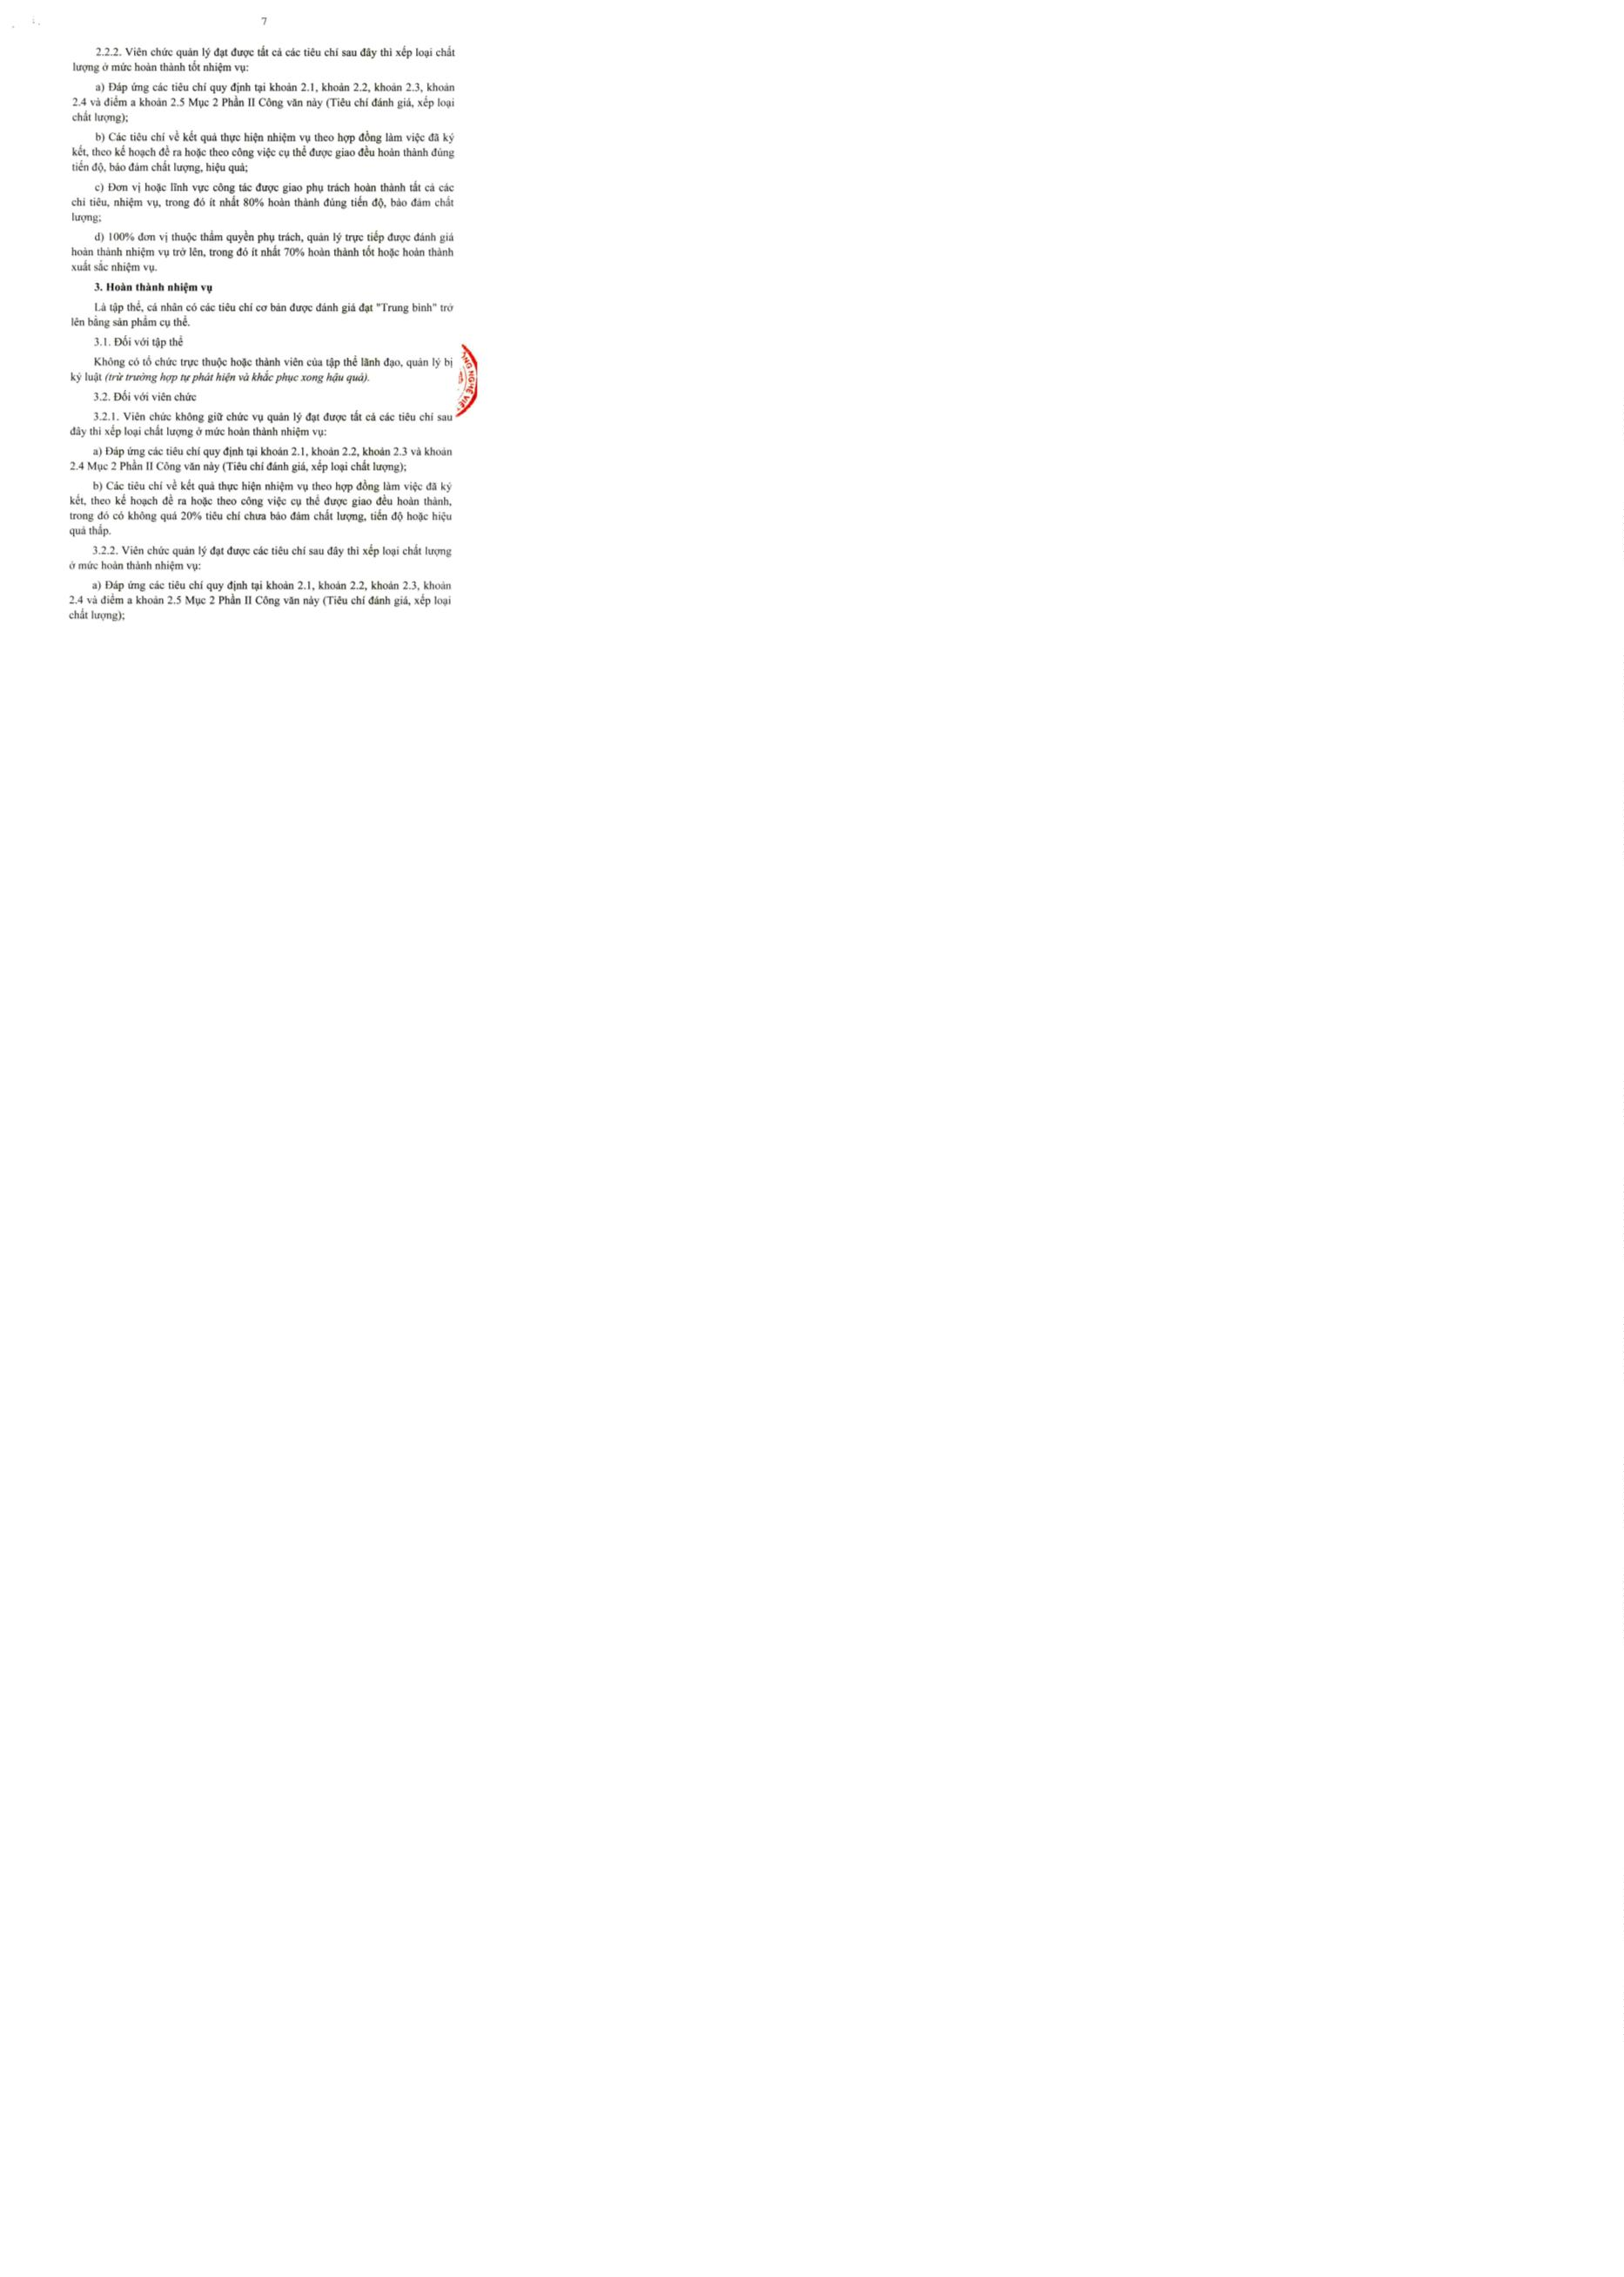 7
2.2.2. Viên chức quản lý đạt được tất cả các tiêu chí sau đây thì xếp loại chất
lượng ở mức hoàn thành tốt nhiệm vụ:
a) Đáp ứng các tiêu chí quy định tại khoản 2.1, khoản 2.2, khoản 2.3, khoản
2.4 và điểm a khoản 2.5 Mục 2 Phần II Công văn này (Tiêu chí đánh giá, xếp loại
chất lượng);
b) Các tiêu chí về kết quả thực hiện nhiệm vụ theo hợp đồng làm việc đã ký
kết, theo kế hoạch đề ra hoặc theo công việc cụ thể được giao đều hoàn thành đúng
tiến độ, bảo đảm chất lượng, hiệu quả;
c) Đơn vị hoặc lĩnh vực công tác được giao phụ trách hoàn thành tất cả các
chỉ tiêu, nhiệm vụ, trong đó ít nhất 80% hoàn thành đúng tiến độ, bảo đảm chất
lượng;
d) 100% đơn vị thuộc thẩm quyền phụ trách, quản lý trực tiếp được đánh giá
hoàn thành nhiệm vụ trở lên, trong đó ít nhất 70% hoàn thành tốt hoặc hoàn thành
xuất sắc nhiệm vụ.
3. Hoàn thành nhiệm vụ
Là tập thể, cá nhân có các tiêu chí cơ bản được đánh giá đạt "Trung bình" trở
lên bằng sản phẩm cụ thể.
3.1. Đối với tập thể
Không có tổ chức trực thuộc hoặc thành viên của tập thể lãnh đạo, quản lý bị
kỷ luật (trừ trường hợp tự phát hiện và khắc phục xong hậu quả).
3.2. Đối với viên chức
3.2.1. Viên chức không giữ chức vụ quản lý đạt được tất cả các tiêu chí sau
đây thì xếp loại chất lượng ở mức hoàn thành nhiệm vụ:
a) Đáp ứng các tiêu chí quy định tại khoản 2.1, khoản 2.2, khoản 2.3 và khoản
2.4 Mục 2 Phần II Công văn này (Tiêu chí đánh giá, xếp loại chất lượng);
b) Các tiêu chí về kết quả thực hiện nhiệm vụ theo hợp đồng làm việc đã ký
kết, theo kế hoạch đề ra hoặc theo công việc cụ thể được giao đều hoàn thành,
trong đó có không quá 20% tiêu chí chưa bảo đảm chất lượng, tiến độ hoặc hiệu
quả thấp.
3.2.2. Viên chức quản lý đạt được các tiêu chí sau đây thì xếp loại chất lượng
ở mức hoàn thành nhiệm vụ:
a) Đáp ứng các tiêu chí quy định tại khoản 2.1, khoản 2.2, khoản 2.3, khoản
2.4 và điểm a khoản 2.5 Mục 2 Phần II Công văn này (Tiêu chí đánh giá, xếp loại
chất lượng);